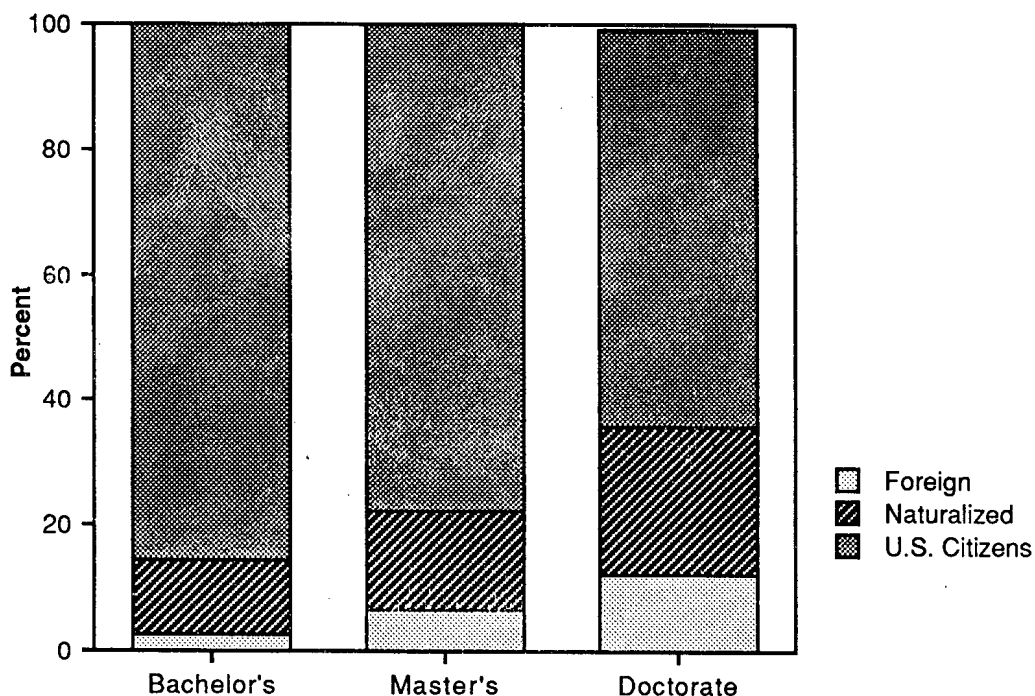 100
80
60
40
20
0
Percent
Bachelor's
Master's
Doctorate
Foreign
Naturalized
U.S. Citizens